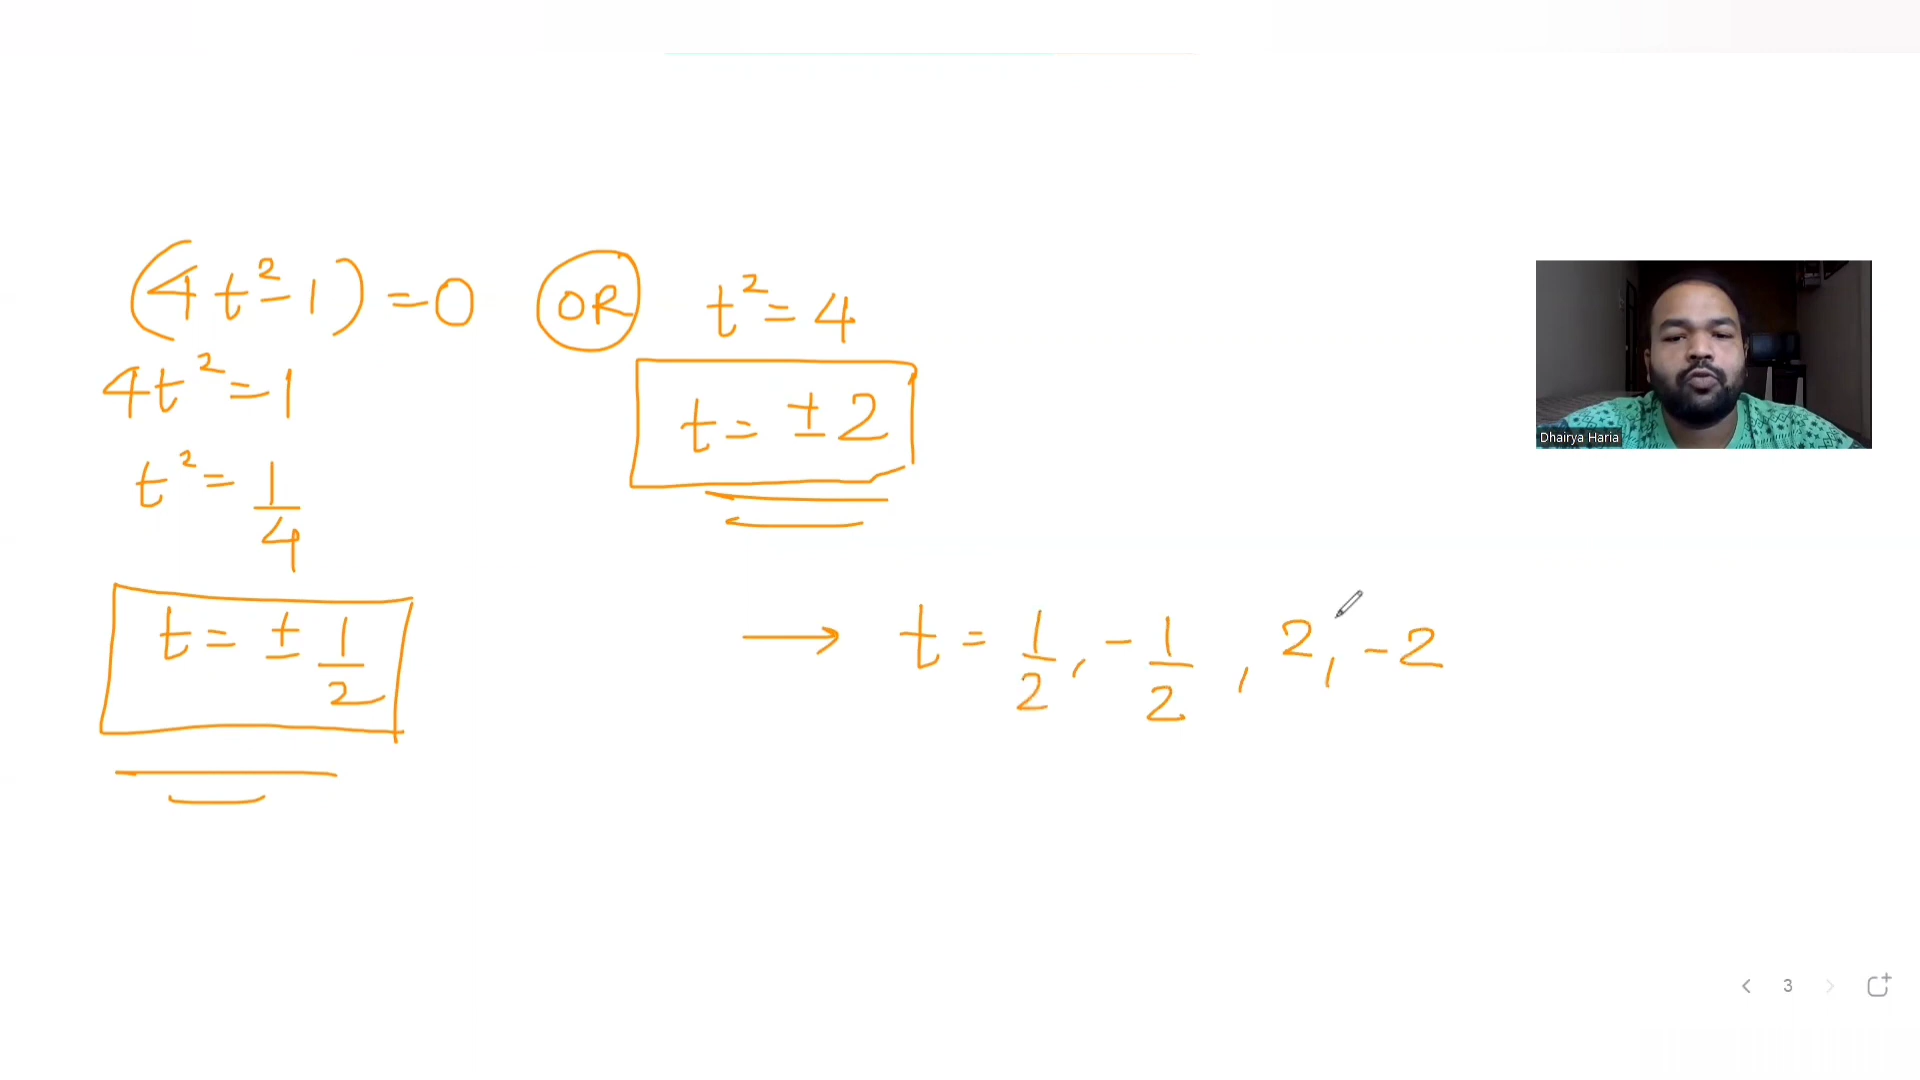 (4t²-1) = 0 OR t² = 4
4t² = 1
t = ±2
t² = 1/4
t = ± 1/2
→ t = 1/2, -1/2, 2, -2
Dhairya Haria
3